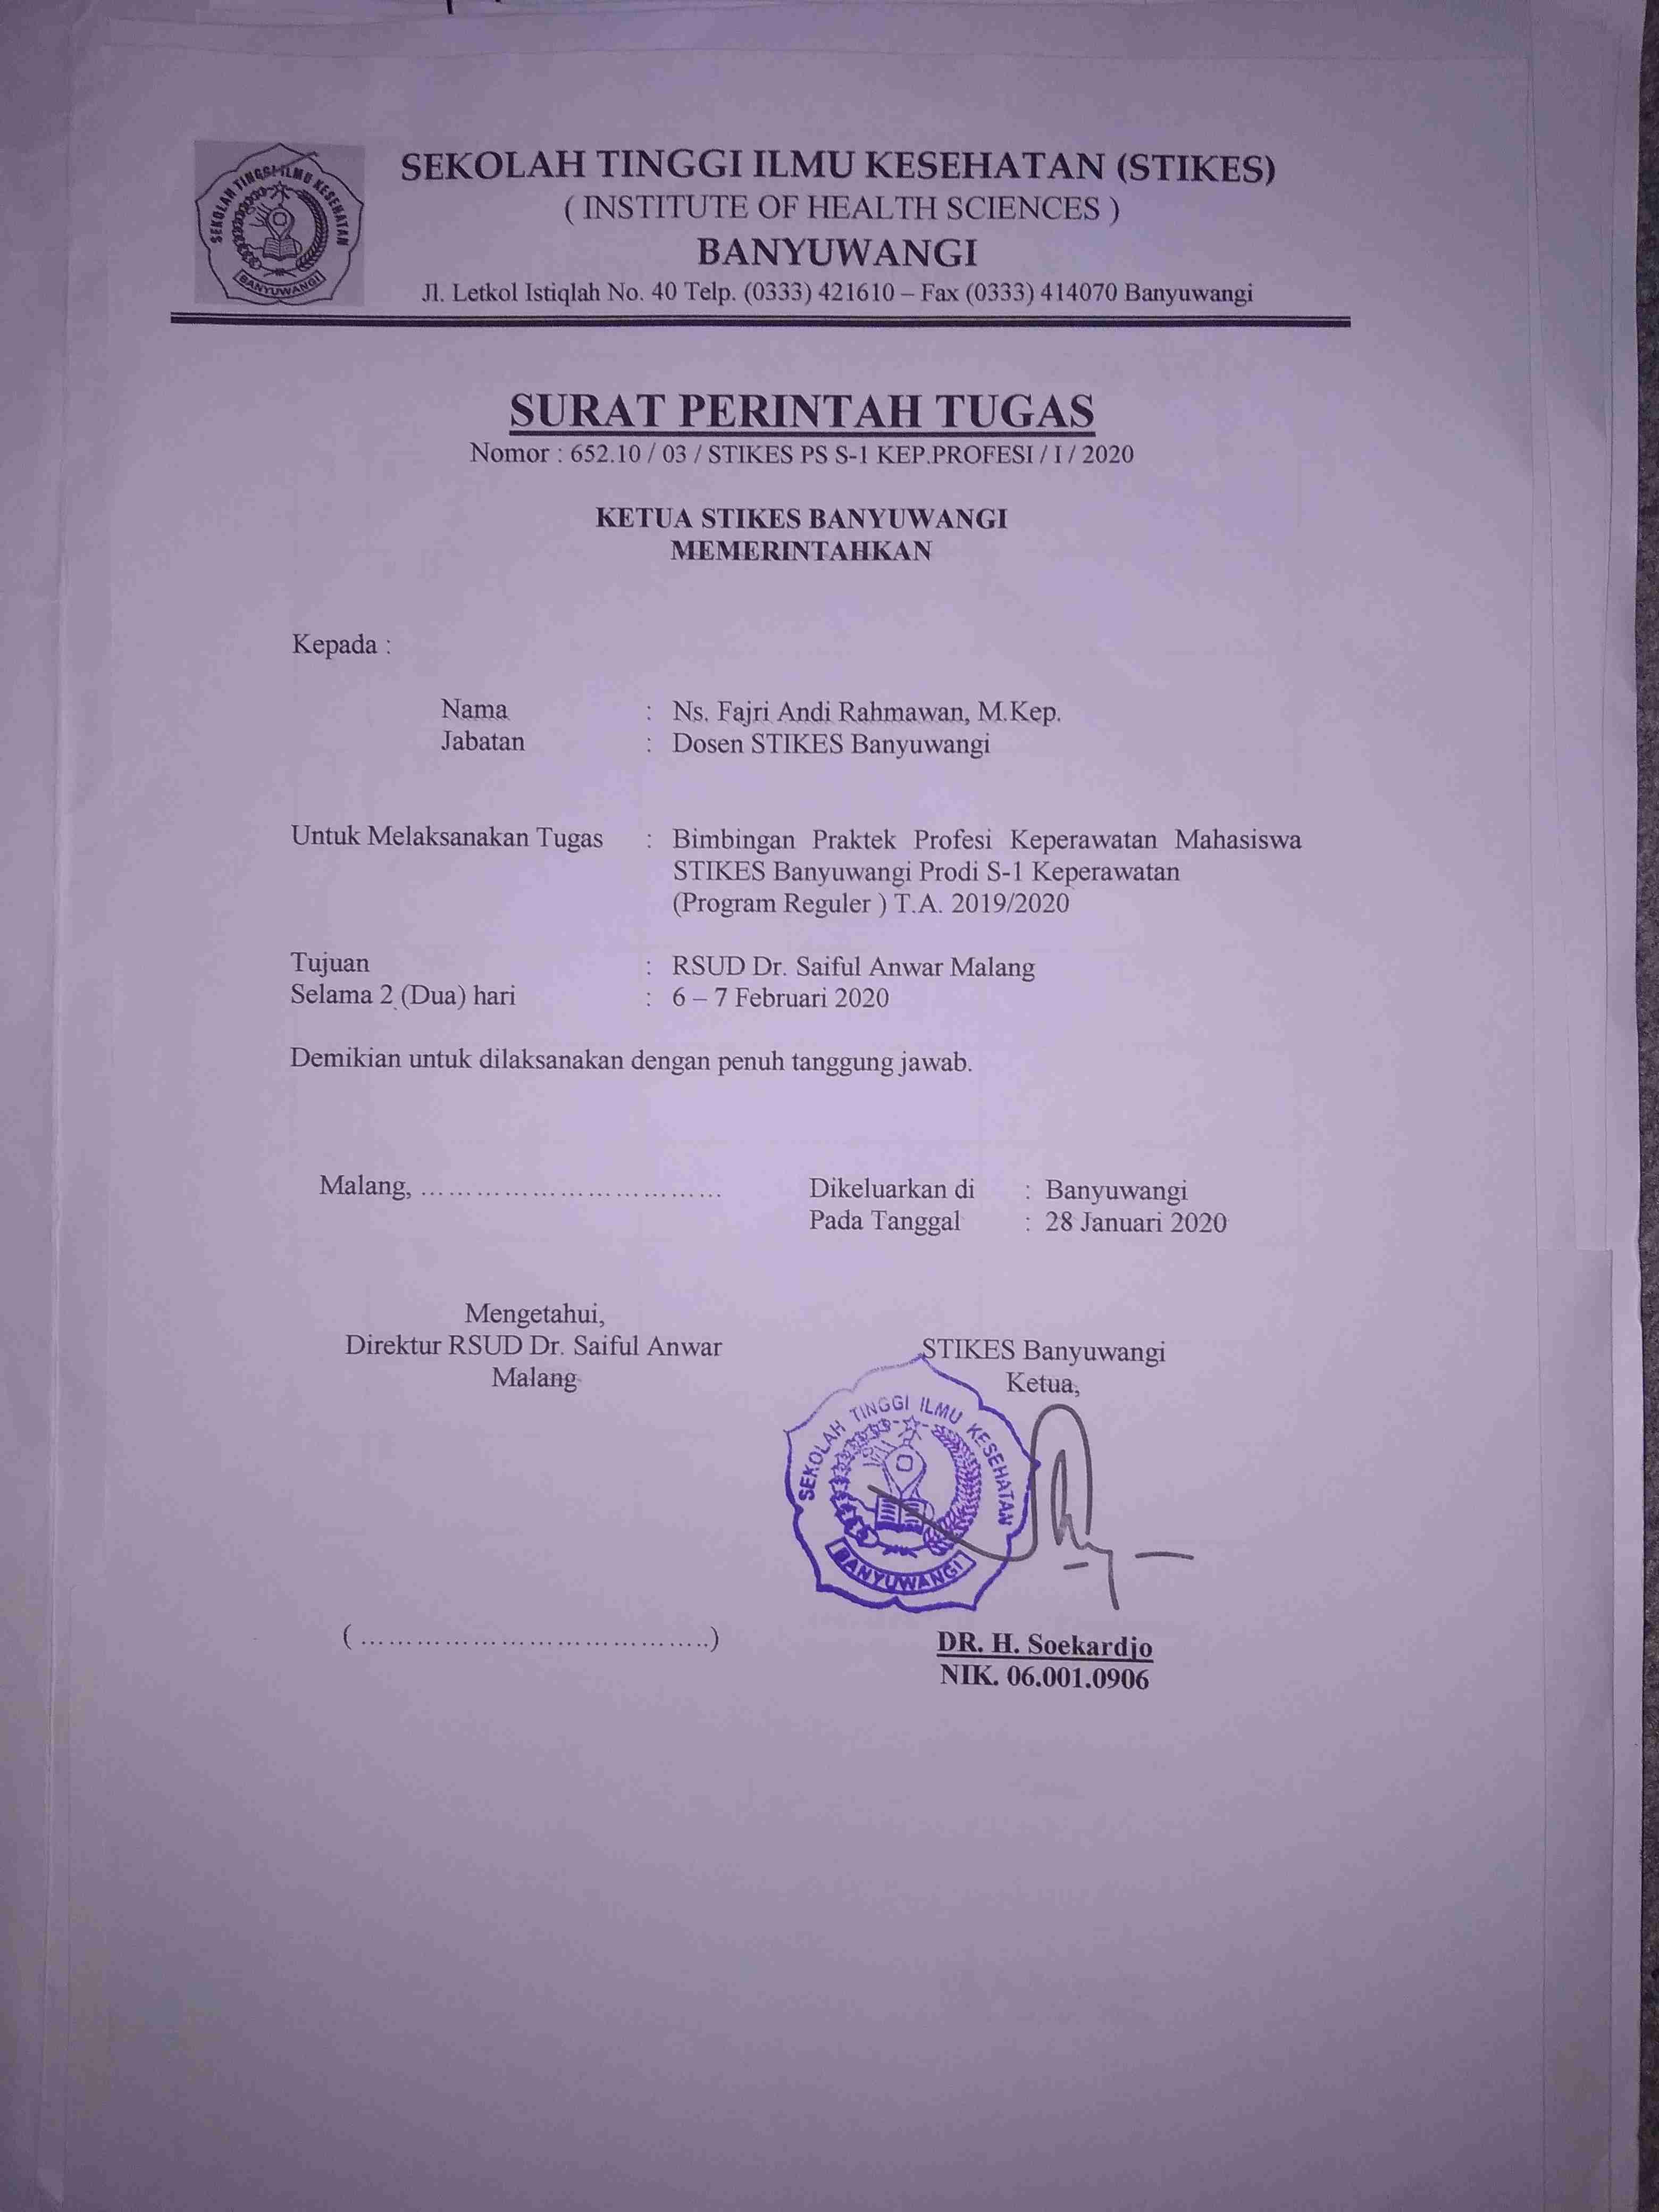 SEKOLAH TINGGI ILMU KESEHATAN
BANYUWANGI
SEKOLAH TINGGI ILMU KESEHATAN (STIKES)
( INSTITUTE OF HEALTH SCIENCES )
BANYUWANGI
Jl. Letkol Istiqlah No. 40 Telp. (0333) 421610 – Fax (0333) 414070 Banyuwangi
SURAT PERINTAH TUGAS
Nomor : 652.10 / 03 / STIKES PS S-1 KEP.PROFESI / I / 2020
KETUA STIKES BANYUWANGI
MEMERINTAHKAN
Kepada :
Nama : Ns. Fajri Andi Rahmawan, M.Kep.
Jabatan : Dosen STIKES Banyuwangi
Untuk Melaksanakan Tugas : Bimbingan Praktek Profesi Keperawatan Mahasiswa
STIKES Banyuwangi Prodi S-1 Keperawatan
(Program Reguler ) T.A. 2019/2020
Tujuan : RSUD Dr. Saiful Anwar Malang
Selama 2 (Dua) hari : 6 – 7 Februari 2020
Demikian untuk dilaksanakan dengan penuh tanggung jawab.
Malang, ………………………………
Dikeluarkan di : Banyuwangi
Pada Tanggal : 28 Januari 2020
Mengetahui,
Direktur RSUD Dr. Saiful Anwar
Malang
STIKES Banyuwangi
Ketua,
SEKOLAH TINGGI ILMU KESEHATAN
BANYUWANGI
( …………………………………..)
DR. H. Soekardjo
NIK. 06.001.0906